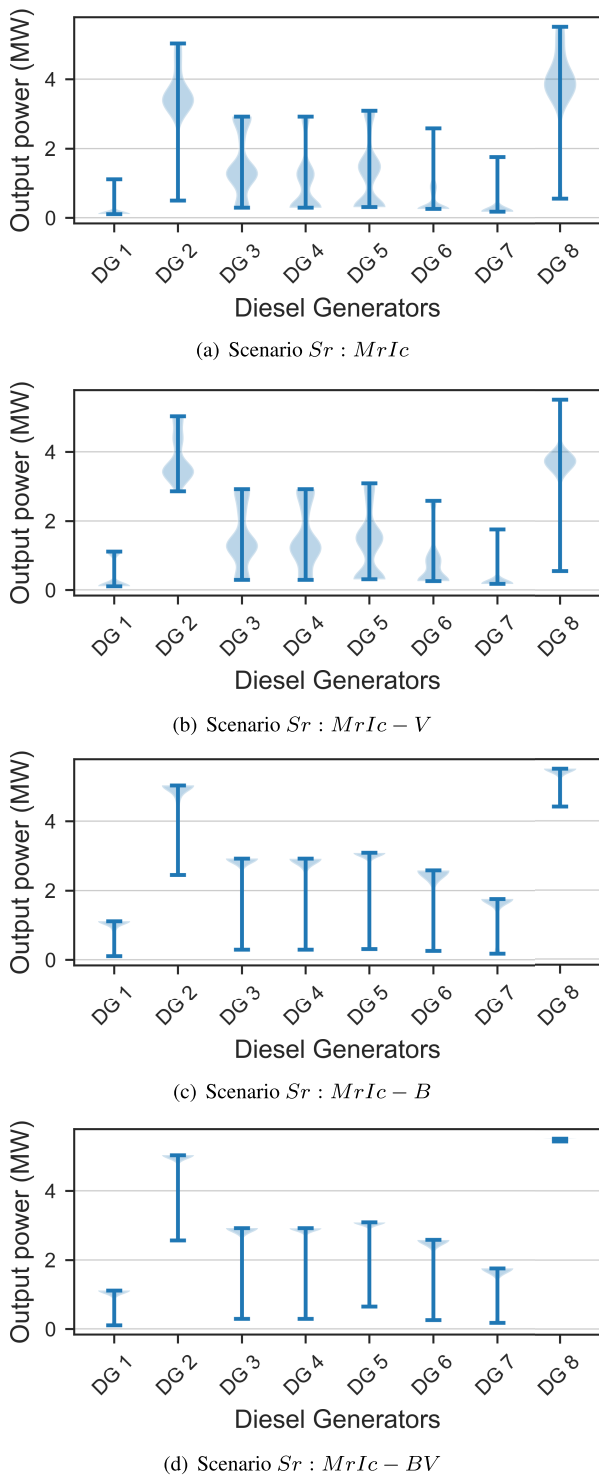 Output power (MW)
4
2
0
DG 1 DG 2 DG 3 DG 4 DG 5 DG 6 DG 7 DG 8
Diesel Generators
(a) Scenario Sr : MrIc
Output power (MW)
4
2
0
DG 1 DG 2 DG 3 DG 4 DG 5 DG 6 DG 7 DG 8
Diesel Generators
(b) Scenario Sr : MrIc − V
Output power (MW)
4
2
0
DG 1 DG 2 DG 3 DG 4 DG 5 DG 6 DG 7 DG 8
Diesel Generators
(c) Scenario Sr : MrIc − B
Output power (MW)
4
2
0
DG 1 DG 2 DG 3 DG 4 DG 5 DG 6 DG 7 DG 8
Diesel Generators
(d) Scenario Sr : MrIc − BV